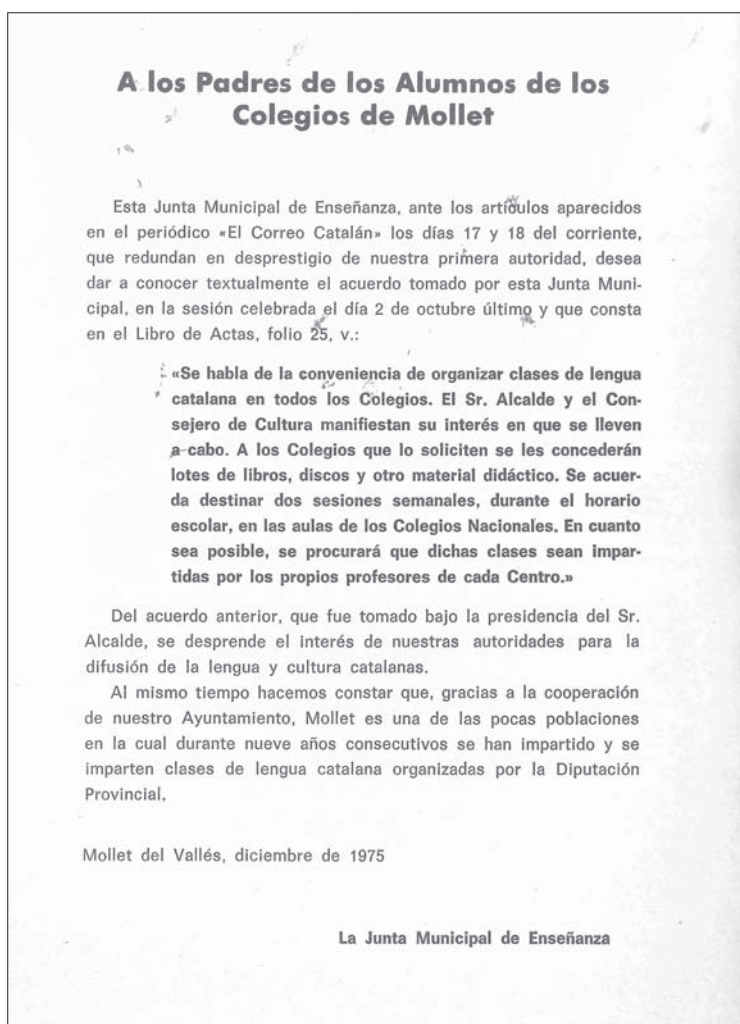 A los Padres de los Alumnos de los
Colegios de Mollet
Esta Junta Municipal de Enseñanza, ante los artículos aparecidos
en el periódico «El Correo Catalán» los días 17 y 18 del corriente,
que redundan en desprestigio de nuestra primera autoridad, desea
dar a conocer textualmente el acuerdo tomado por esta Junta Muni-
cipal, en la sesión celebrada el día 2 de octubre último y que consta
en el Libro de Actas, folio 25, v.:
«Se habla de la conveniencia de organizar clases de lengua
catalana en todos los Colegios. El Sr. Alcalde y el Con-
sejero de Cultura manifiestan su interés en que se lleven
a cabo. A los Colegios que lo soliciten se les concederán
lotes de libros, discos y otro material didáctico. Se acuer-
da destinar dos sesiones semanales, durante el horario
escolar, en las aulas de los Colegios Nacionales. En cuanto
sea posible, se procurará que dichas clases sean impar-
tidas por los propios profesores de cada Centro.»
Del acuerdo anterior, que fue tomado bajo la presidencia del Sr.
Alcalde, se desprende el interés de nuestras autoridades para la
difusión de la lengua y cultura catalanas.
Al mismo tiempo hacemos constar que, gracias a la cooperación
de nuestro Ayuntamiento, Mollet es una de las pocas poblaciones
en la cual durante nueve años consecutivos se han impartido y se
imparten clases de lengua catalana organizadas por la Diputación
Provincial.
Mollet del Vallés, diciembre de 1975
La Junta Municipal de Enseñanza